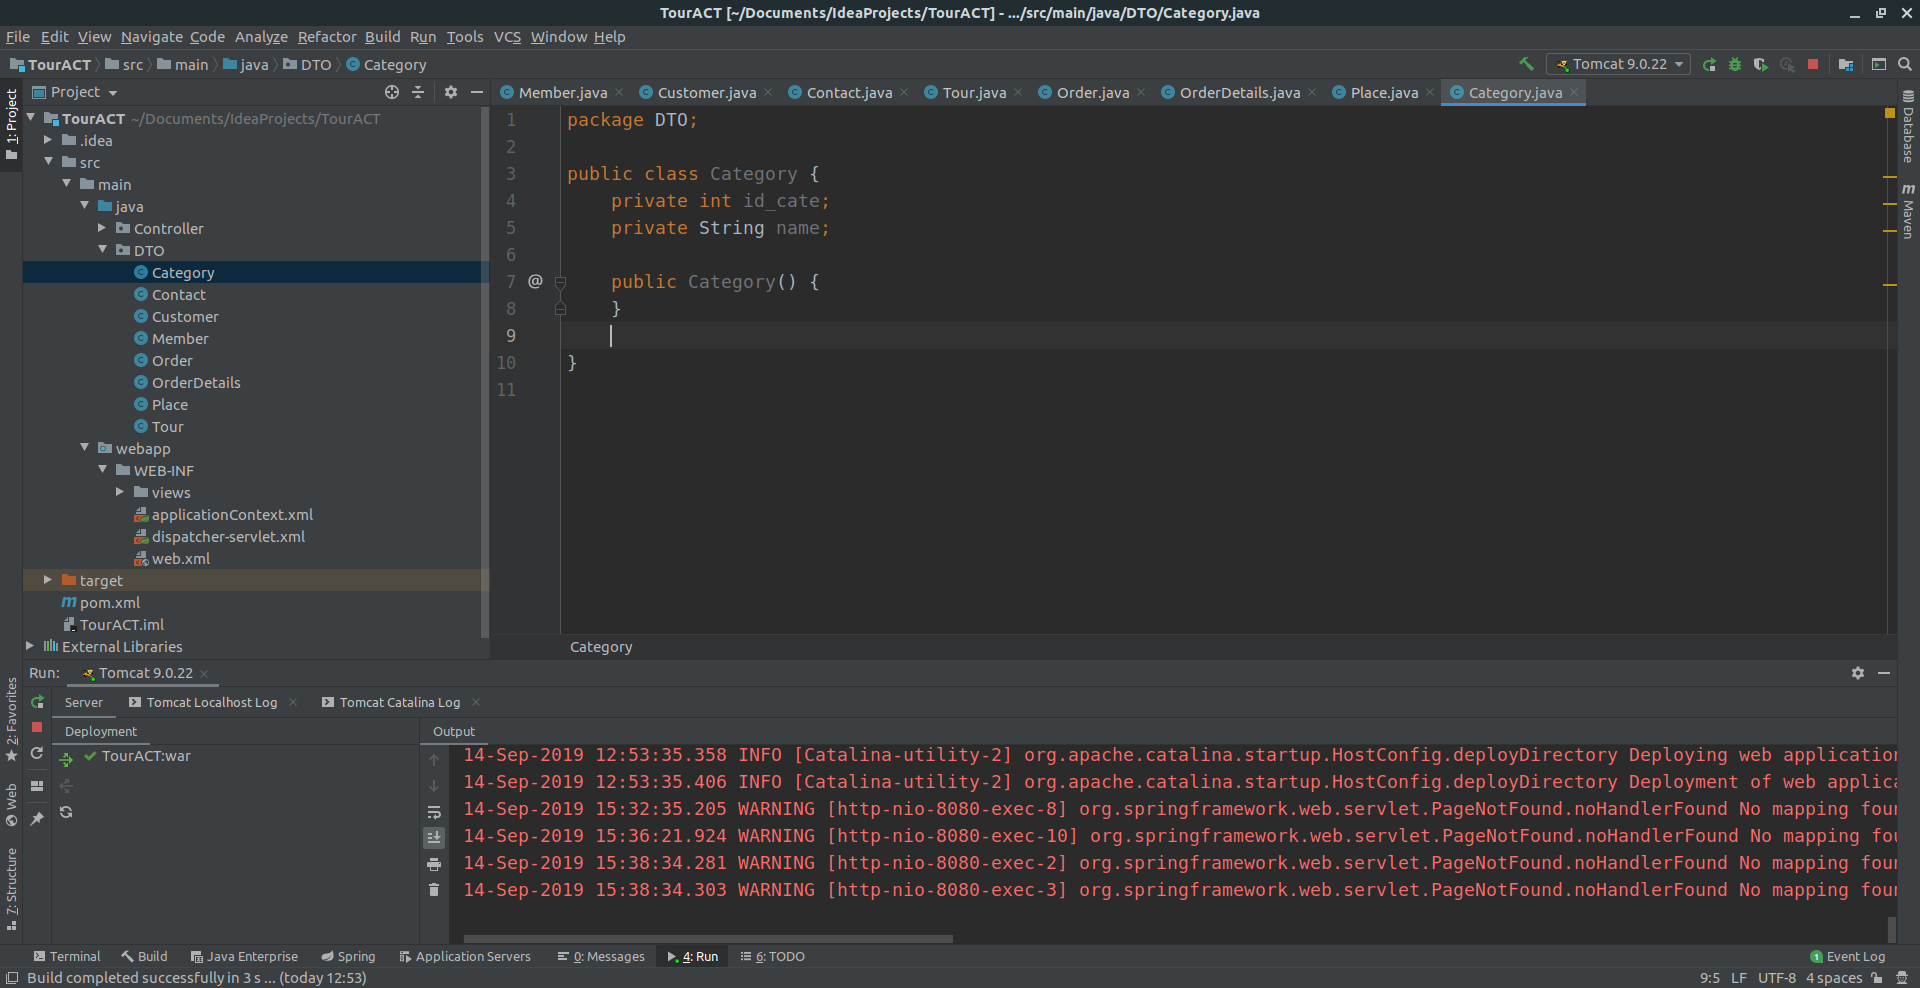 TourACT [~/Documents/IdeaProjects/TourACT] - .../src/main/java/DTO/Category.java
File Edit View Navigate Code Analyze Refactor Build Run Tools VCS Window Help
TourACT src main java DTO Category
Tomcat 9.0.22
1: Project
Project
Member.java Customer.java Contact.java Tour.java Order.java OrderDetails.java Place.java Category.java
TourACT ~/Documents/IdeaProjects/TourACT
.idea
src
main
java
Controller
DTO
Category
Contact
Customer
Member
Order
OrderDetails
Place
Tour
webapp
WEB-INF
views
applicationContext.xml
dispatcher-servlet.xml
web.xml
target
pom.xml
TourACT.iml
External Libraries
1 package DTO;
2
3 public class Category {
4 private int id_cate;
5 private String name;
6
7 @ public Category() {
8 }
9
10 }
11
Category
Database
Maven
Run: Tomcat 9.0.22
Server Tomcat Localhost Log Tomcat Catalina Log
Deployment Output
TourACT:war
14-Sep-2019 12:53:35.358 INFO [Catalina-utility-2] org.apache.catalina.startup.HostConfig.deployDirectory Deploying web application
14-Sep-2019 12:53:35.406 INFO [Catalina-utility-2] org.apache.catalina.startup.HostConfig.deployDirectory Deployment of web applica
14-Sep-2019 15:32:35.205 WARNING [http-nio-8080-exec-8] org.springframework.web.servlet.PageNotFound.noHandlerFound No mapping foun
14-Sep-2019 15:36:21.924 WARNING [http-nio-8080-exec-10] org.springframework.web.servlet.PageNotFound.noHandlerFound No mapping fou
14-Sep-2019 15:38:34.281 WARNING [http-nio-8080-exec-2] org.springframework.web.servlet.PageNotFound.noHandlerFound No mapping foun
14-Sep-2019 15:38:34.303 WARNING [http-nio-8080-exec-3] org.springframework.web.servlet.PageNotFound.noHandlerFound No mapping foun
2: Favorites
Web
7: Structure
Terminal Build Java Enterprise Spring Application Servers 0: Messages 4: Run 6: TODO 1 Event Log
Build completed successfully in 3 s ... (today 12:53) 9:5 LF UTF-8 4 spaces